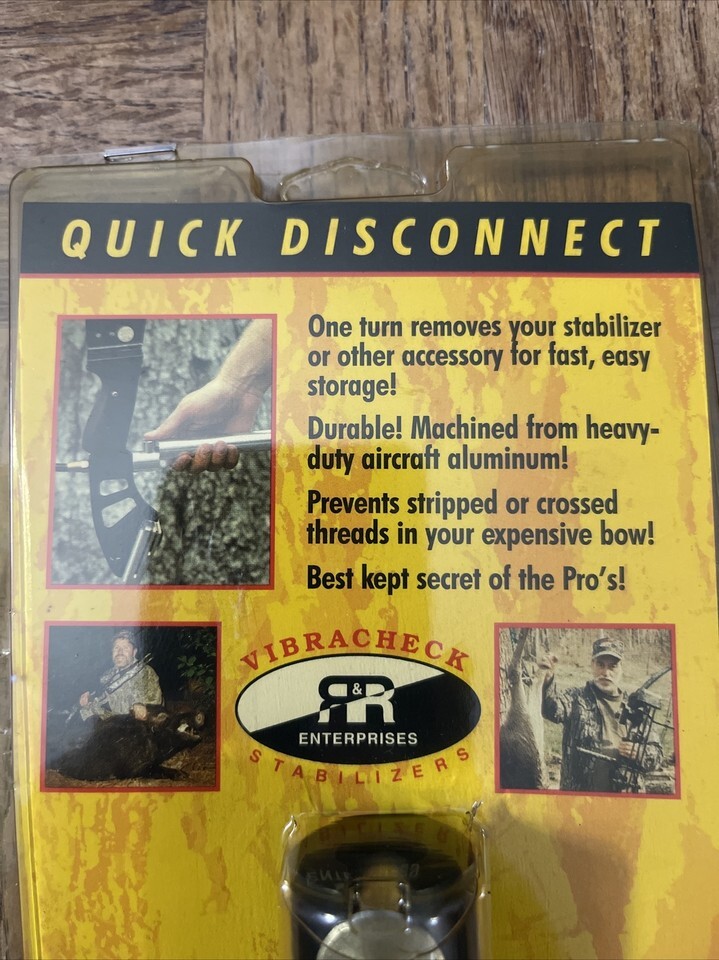 QUICK DISCONNECT
One turn removes your stabilizer
or other accessory for fast, easy
storage!
Durable! Machined from heavy-
duty aircraft aluminum!
Prevents stripped or crossed
threads in your expensive bow!
Best kept secret of the Pro's!
VIBRACHECK
R&R
ENTERPRISES
STABILIZERS